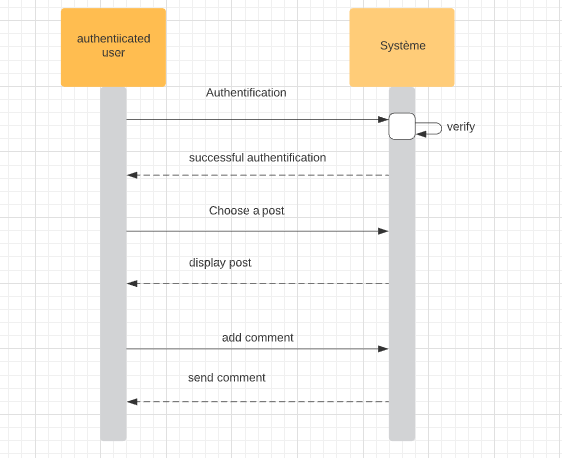 authentiicated
user
Système
Authentification
verify
successful authentification
Choose a post
display post
add comment
send comment